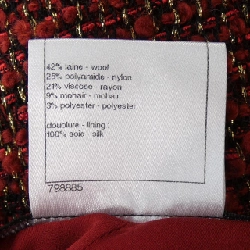 42% laine - wool
25% polyamide - nylon
21% viscose - rayon
9% mohair - mohair
3% polyester - polyester
doublure - lining :
100% soie - silk